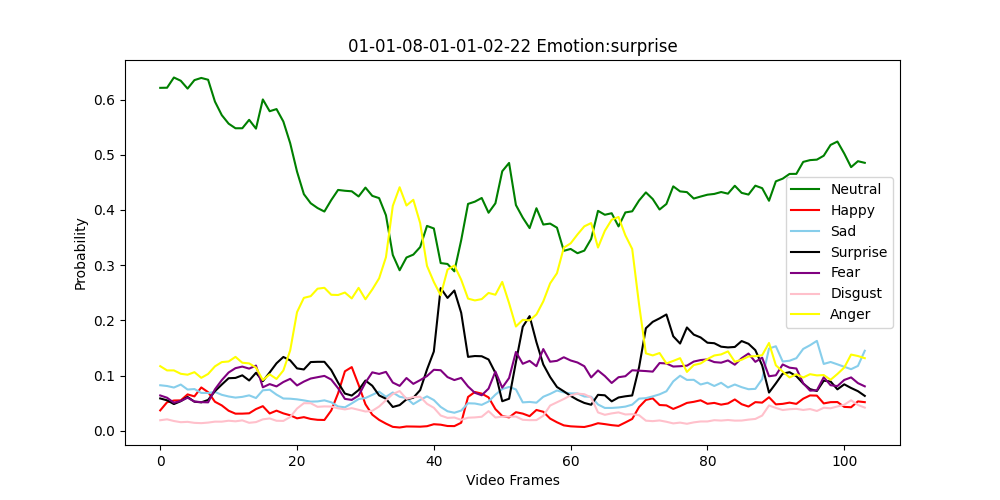 01-01-08-01-01-02-22 Emotion:surprise
Probability
0.6
0.5
0.4
0.3
0.2
0.1
0.0
Neutral
Happy
Sad
Surprise
Fear
Disgust
Anger
0 20 40 60 80 100
Video Frames